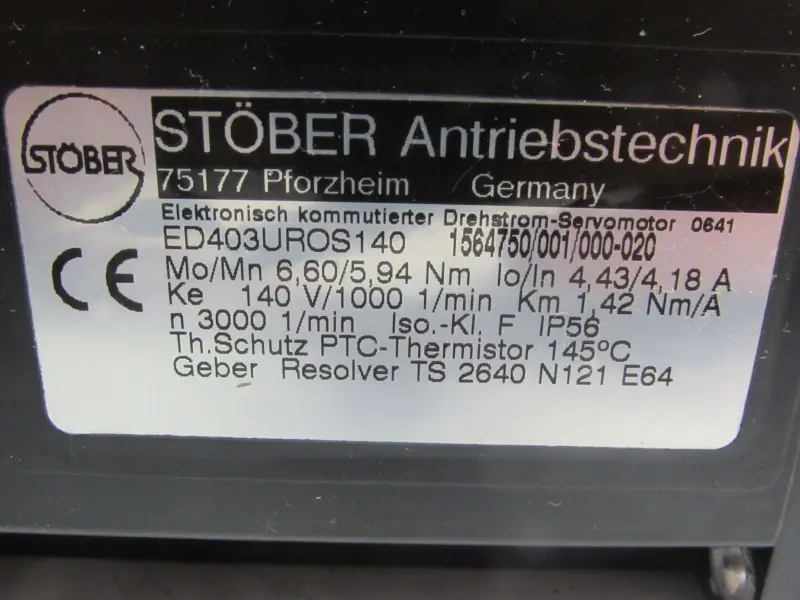 STÖBER
STÖBER Antriebstechnik
75177 Pforzheim Germany
Elektronisch kommutierter Drehstrom-Servomotor 0641
ED403UROS140 1564750/001/000-020
Mo/Mn 6,60/5,94 Nm Io/In 4,43/4,18 A
Ke 140 V/1000 1/min Km 1,42 Nm/A
n 3000 1/min Iso.-Kl. F IP56
Th.Schutz PTC-Thermistor 145ºC
Geber Resolver TS 2640 N121 E64
CE